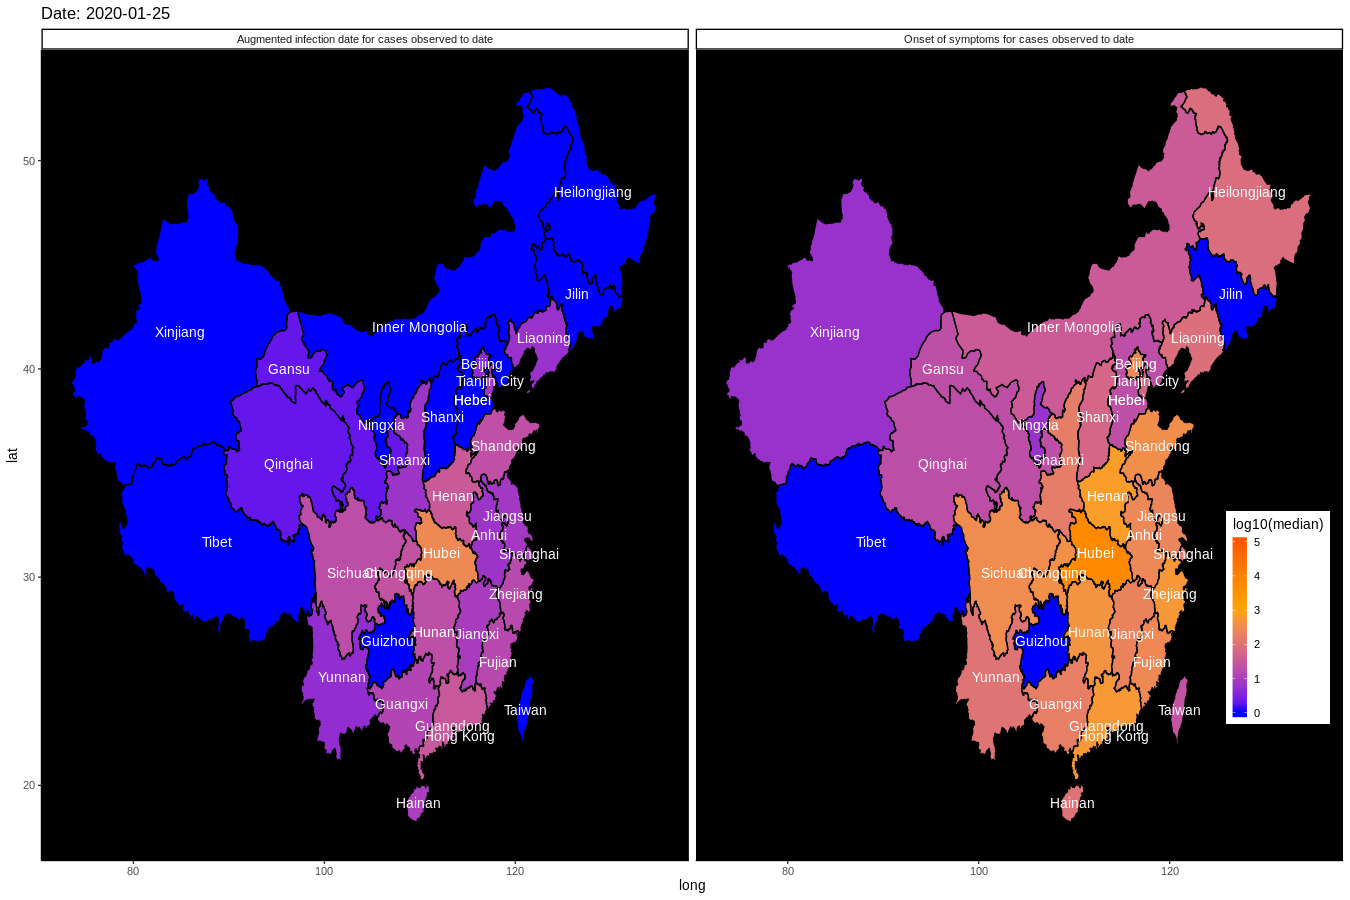 Date: 2020-01-25
Augmented infection date for cases observed to date
Onset of symptoms for cases observed to date
lat
50
40
30
20
Heilongjiang
Jilin
Xinjiang
Inner Mongolia
Liaoning
Beijing
Gansu
Tianjin City
Hebei
Shanxi
Ningxia
Shandong
Shaanxi
Qinghai
Henan
Jiangsu
Anhui
Tibet
Hubei
Shanghai
Sichuan
Chongqing
Zhejiang
Hunan
Jiangxi
Guizhou
Fujian
Yunnan
Guangxi
Taiwan
Guangdong
Hong Kong
Hainan
80
100
120
Heilongjiang
Jilin
Xinjiang
Inner Mongolia
Liaoning
Beijing
Gansu
Tianjin City
Hebei
Shanxi
Ningxia
Shandong
Shaanxi
Qinghai
Henan
Jiangsu
Anhui
Tibet
Hubei
Shanghai
Sichuan
Chongqing
Zhejiang
Hunan
Jiangxi
Guizhou
Fujian
Yunnan
Guangxi
Taiwan
Guangdong
Hong Kong
Hainan
80
100
120
log10(median)
5
4
3
2
1
0
long